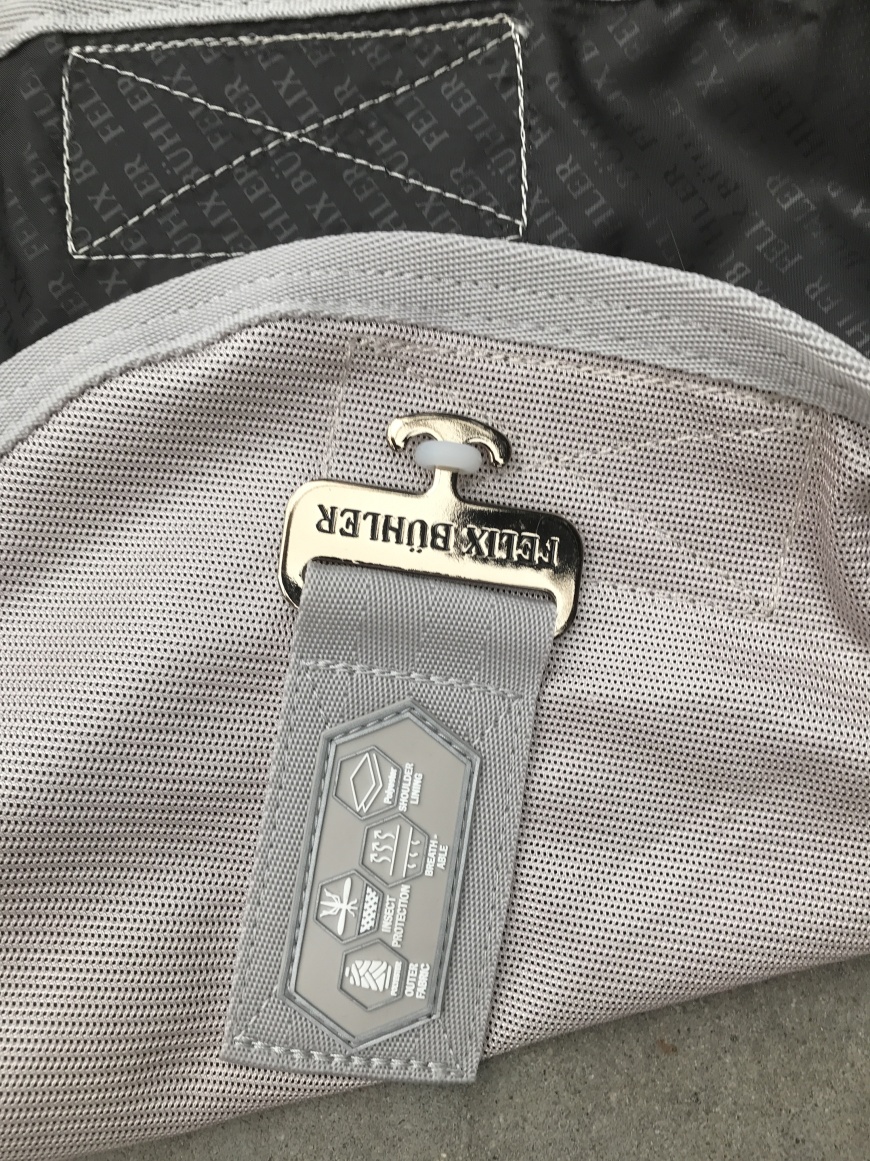 FELIX BÜHLER
FELIX BÜHLER
Polyester
SHOULDER
LINING
BREATH-
ABLE
INSECT
PROTECTION
OUTER
FABRIC